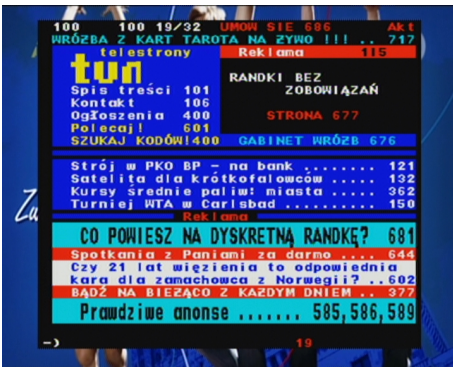 100 100 19/32 UMOW SIE 686 Akt
WRÓŻBA Z KART TAROTA NA ŻYWO !!! .. 717
telestrony
tvn
Spis treści 101
Kontakt 106
Ogłoszenia 400
Polecaj! 601
SZUKAJ KODÓW!400
Reklama 115
RANDKI BEZ
ZOBOWIĄZAŃ
STRONA 677
GABINET WRÓŻB 676
Strój w PKO BP – na bank ........ 121
Satelita dla krótkofalowców ..... 132
Kursy średnie paliw: miasta ..... 362
Turniej WTA w Carlsbad .......... 150
Reklama
CO POWIESZ NA DYSKRETNĄ RANDKĘ? 681
Spotkania z Paniami za darmo .... 644
Czy 21 lat więzienia to odpowiednia
kara dla zamachowca z Norwegii? ..602
BĄDŹ NA BIEŻĄCO Z KAŻDYM DNIEM .. 377
Prawdziwe anonse ....... 585,586,589
–) 19